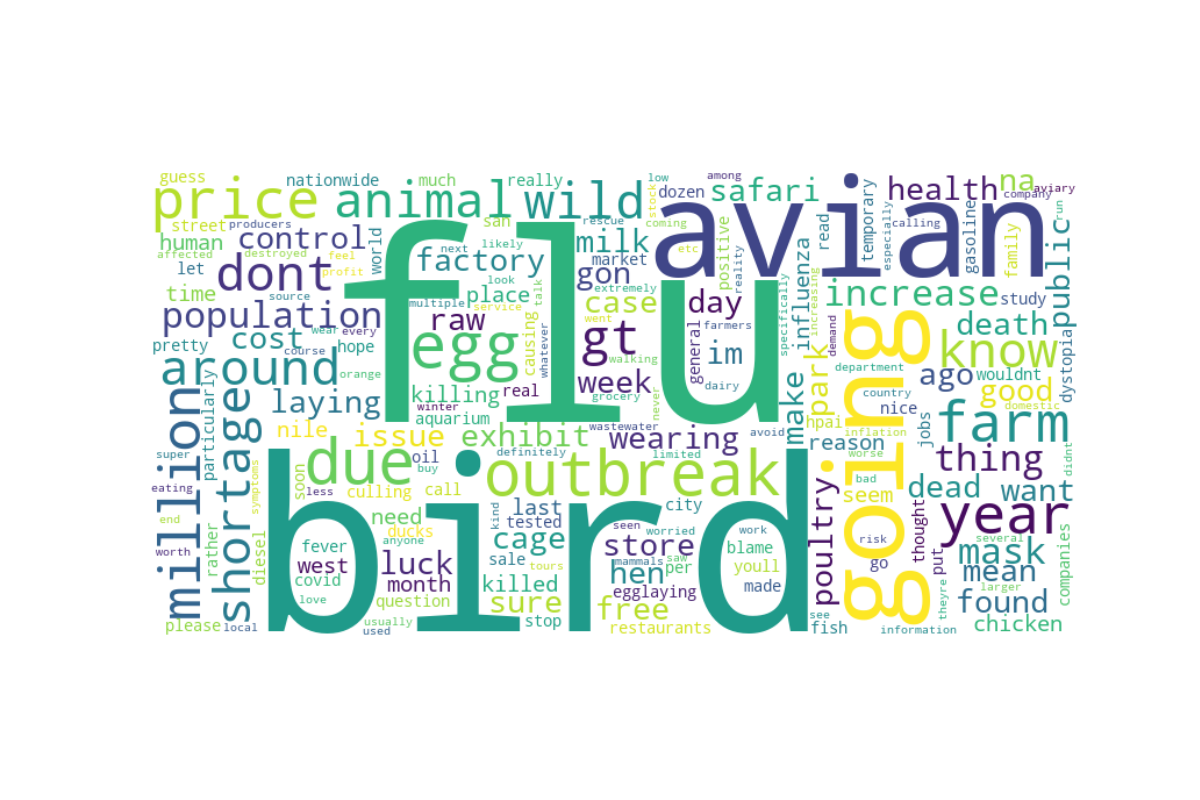 guess
nationwide
much
really
low
among
dozen
safari
health
na
aviary
company
price
animal
wild
stock
rescue
avian
temporary
calling
run
street
producers
san
coming
especially
human
control
world
next
likely
milk
etc
positive
read
gasoline
family
public
affected
destroyed
feel
factory
market
reality
influenza
let
dont
profit
look
talk
gon
extremely
specifically
increasing
increase
study
time
source
flu
multiple
place
service
causing
case
day
farmers
death
population
wear
every
raw
went
gt
general
im
demand
know
dystopia
pretty
cost
course
hope
egg
whatever
walking
make
park
going
around
orange
killing
real
week
grocery
dairy
department
ago
wouldnt
million
shortage
particularly
laying
aquarium
winter
never
country
nice
good
domestic
nile
issue
exhibit
wastewater
wearing
avoid
hpai
inflation
jobs
farm
super
oil
definitely
limited
reason
worse
thing
didnt
eating
symptoms
soon
due
buy
outbreak
poultry
bad
dead
want
less
culling
call
seem
end
need
last
kind
city
thought
several
rather
diesel
bird
ducks
tested
seen
worried
work
risk
mask
worth
fever
anyone
cage
store
blame
go
put
mean
companies
west
covid
luck
sale
tours
hen
mammals
saw
per
youll
theyre
larger
month
killed
egglaying
made
found
love
question
sure
free
see
please
local
usually
used
stop
restaurants
fish
information
chicken